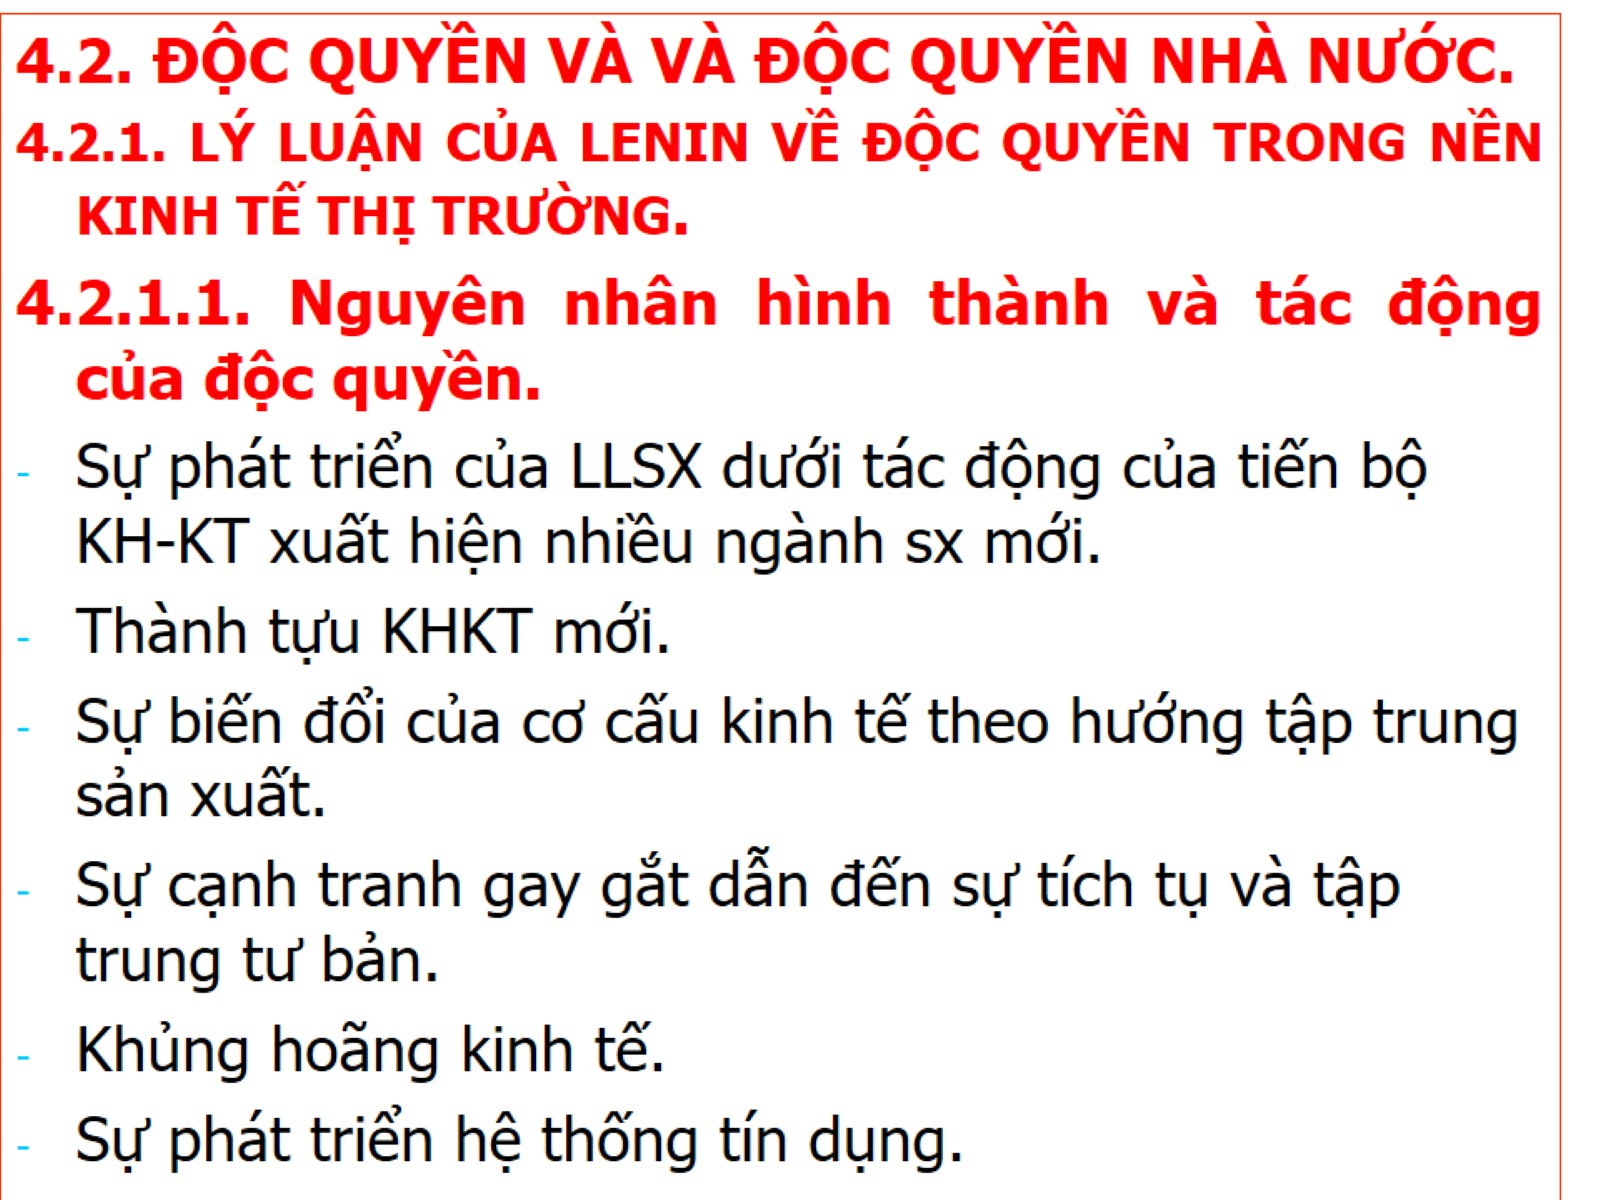 4.2. ĐỘC QUYỀN VÀ VÀ ĐỘC QUYỀN NHÀ NƯỚC.
4.2.1. LÝ LUẬN CỦA LENIN VỀ ĐỘC QUYỀN TRONG NỀN
KINH TẾ THỊ TRƯỜNG.
4.2.1.1. Nguyên nhân hình thành và tác động
của độc quyền.
- Sự phát triển của LLSX dưới tác động của tiến bộ
KH-KT xuất hiện nhiều ngành sx mới.
- Thành tựu KHKT mới.
- Sự biến đổi của cơ cấu kinh tế theo hướng tập trung
sản xuất.
- Sự cạnh tranh gay gắt dẫn đến sự tích tụ và tập
trung tư bản.
- Khủng hoãng kinh tế.
- Sự phát triển hệ thống tín dụng.